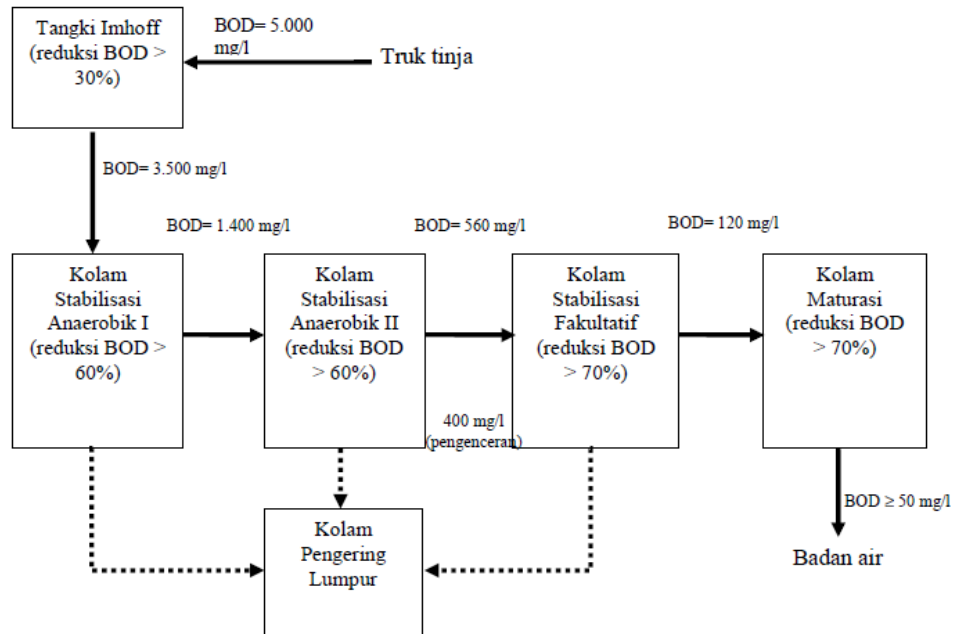 Tangki Imhoff
(reduksi BOD >
30%)
BOD= 5.000
mg/l
Truk tinja
BOD= 3.500 mg/l
BOD= 1.400 mg/l
BOD= 560 mg/l
BOD= 120 mg/l
Kolam
Stabilisasi
Anaerobik I
(reduksi BOD >
60%)
Kolam
Stabilisasi
Anaerobik II
(reduksi BOD
> 60%)
Kolam
Stabilisasi
Fakultatif
(reduksi BOD
> 70%)
Kolam
Maturasi
(reduksi BOD
> 70%)
400 mg/l
(pengenceran)
BOD ≥ 50 mg/l
Badan air
Kolam
Pengering
Lumpur